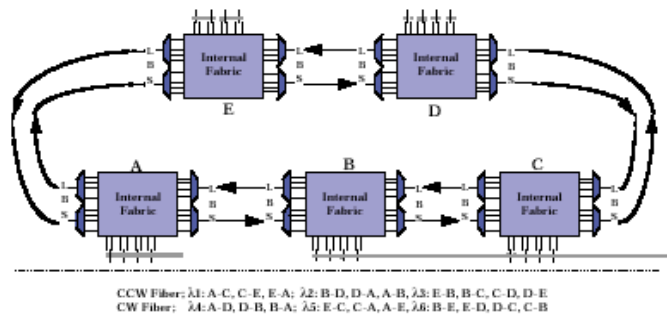 L B S Internal Fabric L B S L B S Internal Fabric L B S
E D
A B C
L B S Internal Fabric L B S L B S Internal Fabric L B S Internal Fabric L B S
CCW Fiber; λ1: A-C, C-E, E-A; λ2: B-D, D-A, A-B, λ3: E-B, B-C, C-D, D-E
CW Fiber; λ4: A-D, D-B, B-A; λ5: E-C, C-A, A-E, λ6: B-E, E-D, D-C, C-B